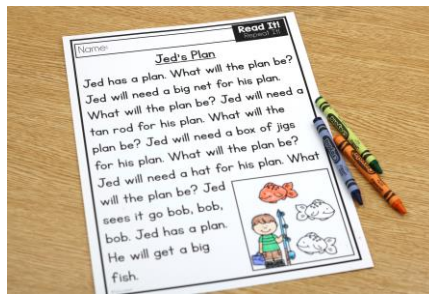 Name:
Read It!
Repeat It!
Jed's Plan
Jed has a plan. What will the plan be?
Jed will need a big net for his plan.
What will the plan be? Jed will need a
tan rod for his plan. What will the
plan be? Jed will need a box of jigs
for his plan. What will the plan be?
Jed will need a hat for his plan. What
will the plan be? Jed
sees it go bob, bob,
bob. Jed has a plan.
He will get a big
fish.